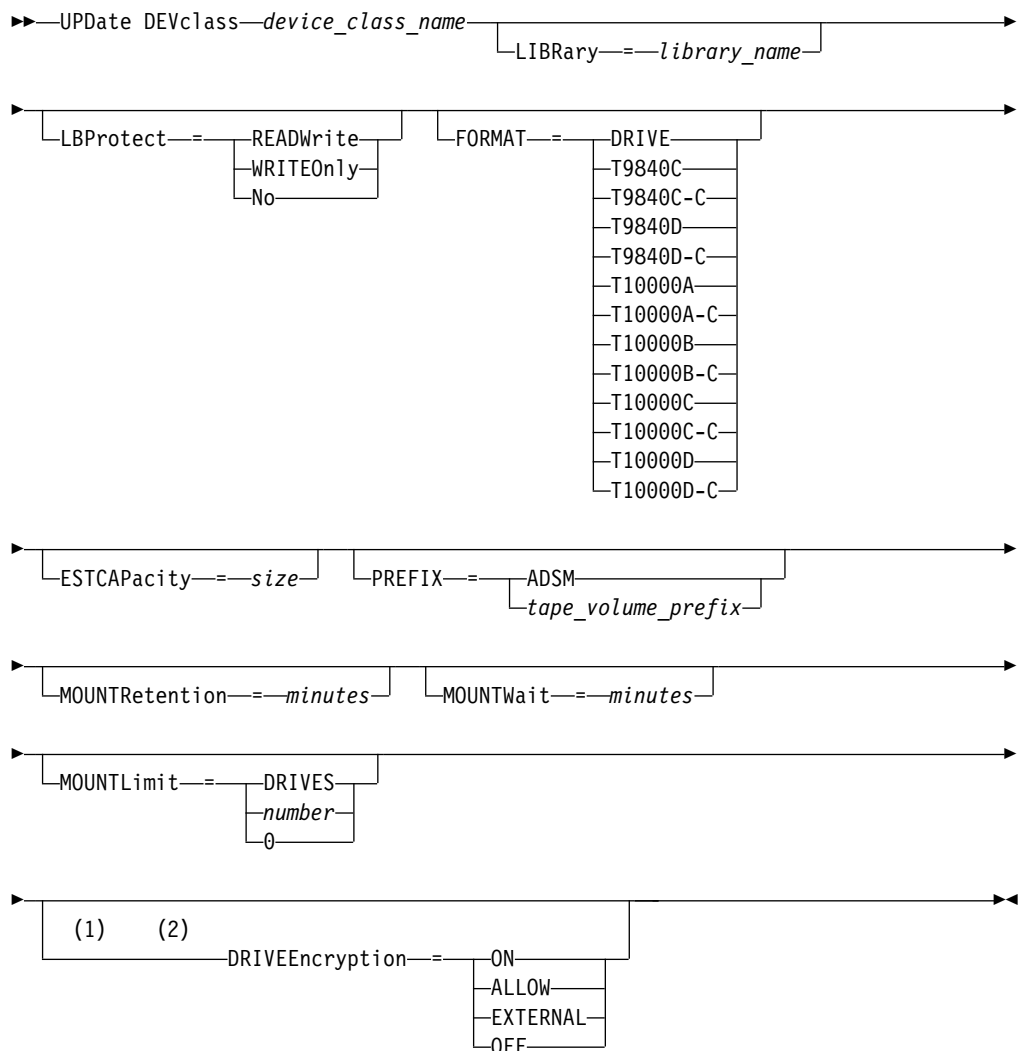 UPDate DEVclass device_class_name
LIBRary = library_name
LBProtect = READWrite
WRITEOnly
No
FORMAT = DRIVE
T9840C
T9840C-C
T9840D
T9840D-C
T10000A
T10000A-C
T10000B
T10000B-C
T10000C
T10000C-C
T10000D
T10000D-C
ESTCAPacity = size
PREFIX = ADSM
tape_volume_prefix
MOUNTRetention = minutes
MOUNTWait = minutes
MOUNTLimit = DRIVES
number
0
(1) (2)
DRIVEEncryption = ON
ALLOW
EXTERNAL
OFF